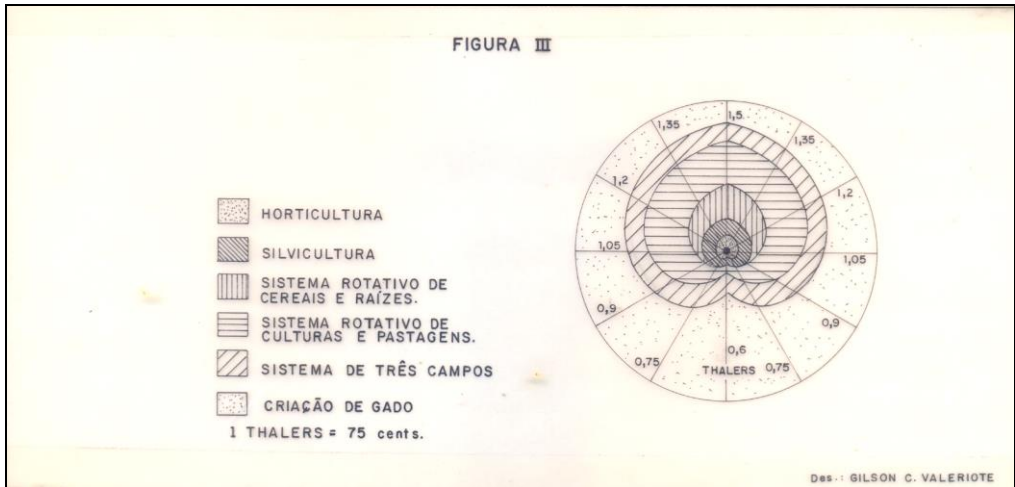 FIGURA III
HORTICULTURA
SILVICULTURA
SISTEMA ROTATIVO DE
CEREAIS E RAÍZES.
SISTEMA ROTATIVO DE
CULTURAS E PASTAGENS.
SISTEMA DE TRÊS CAMPOS
CRIAÇÃO DE GADO
1 THALERS = 75 cents.
1,5
1,35
1,35
1,2
1,2
1,05
1,05
0,9
0,9
0,75
0,6
THALERS
0,75
Des.: GILSON C. VALERIOTE